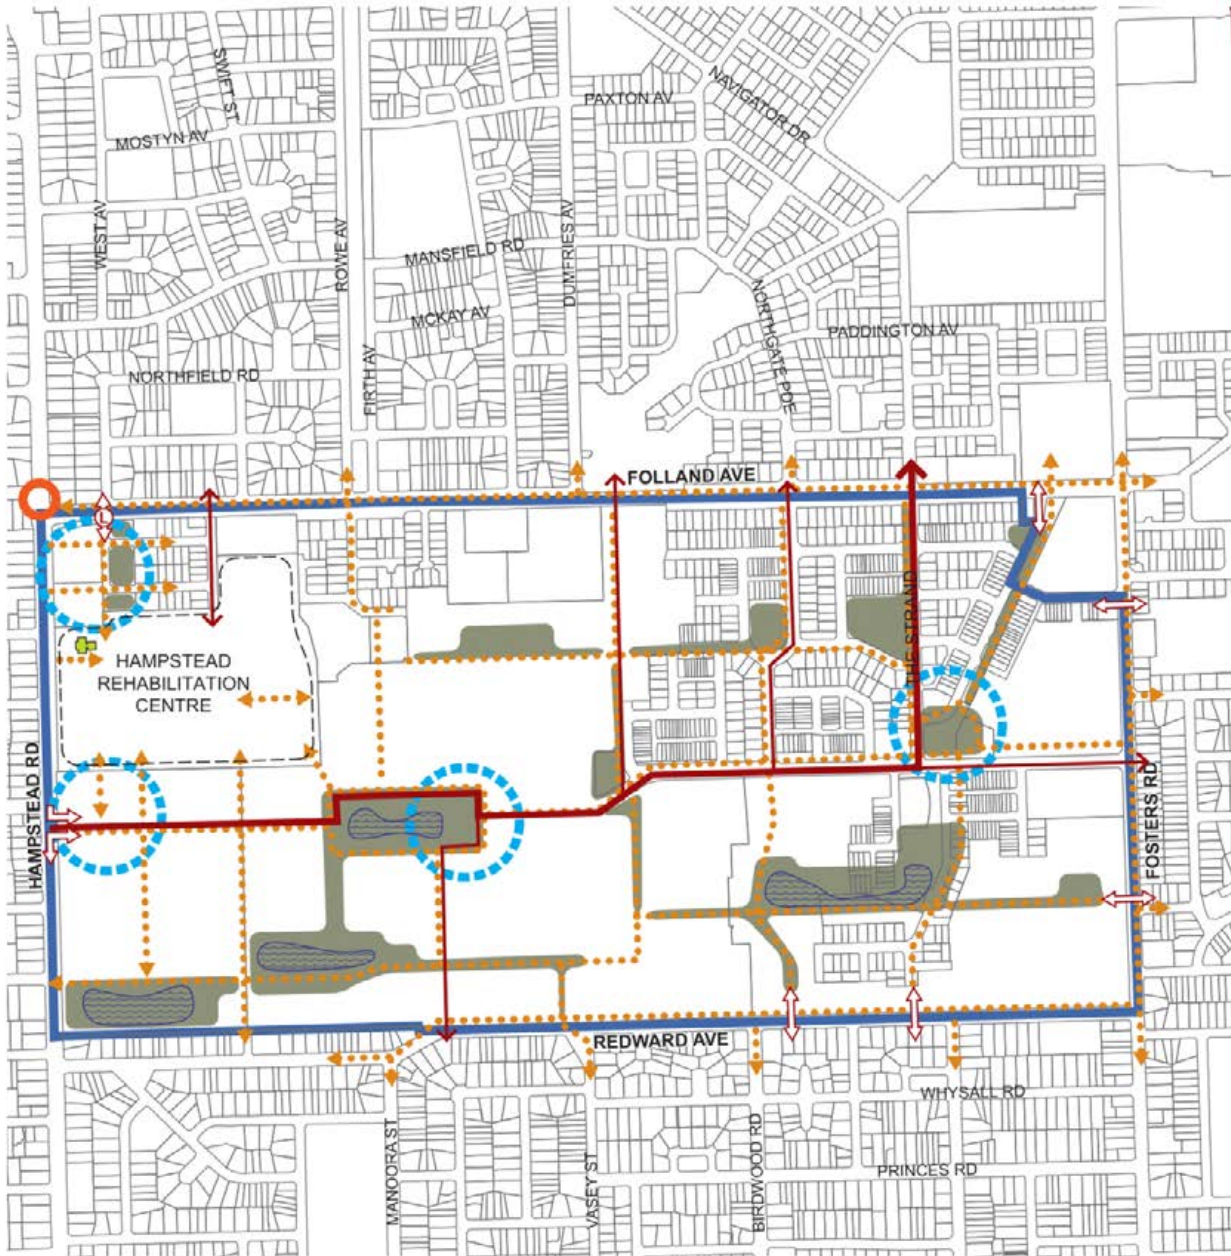 SWIFT ST
PAXTON AV
NAVIGATOR DR
MOSTYN AV
WEST AV
ROWE AV
MANSFIELD RD
DUMFRIES AV
MCKAY AV
NORTHGATE PDE
PADDINGTON AV
NORTHFIELD RD
FIRTH AV
FOLLAND AVE
L
THE STRAND
HAMPSTEAD
REHABILITATION
CENTRE
HAMPSTEAD RD
FOSTERS RD
REDWARD AVE
WHYSALL RD
MANOORA ST
VASEY ST
BIRDWOOD RD
PRINCES RD